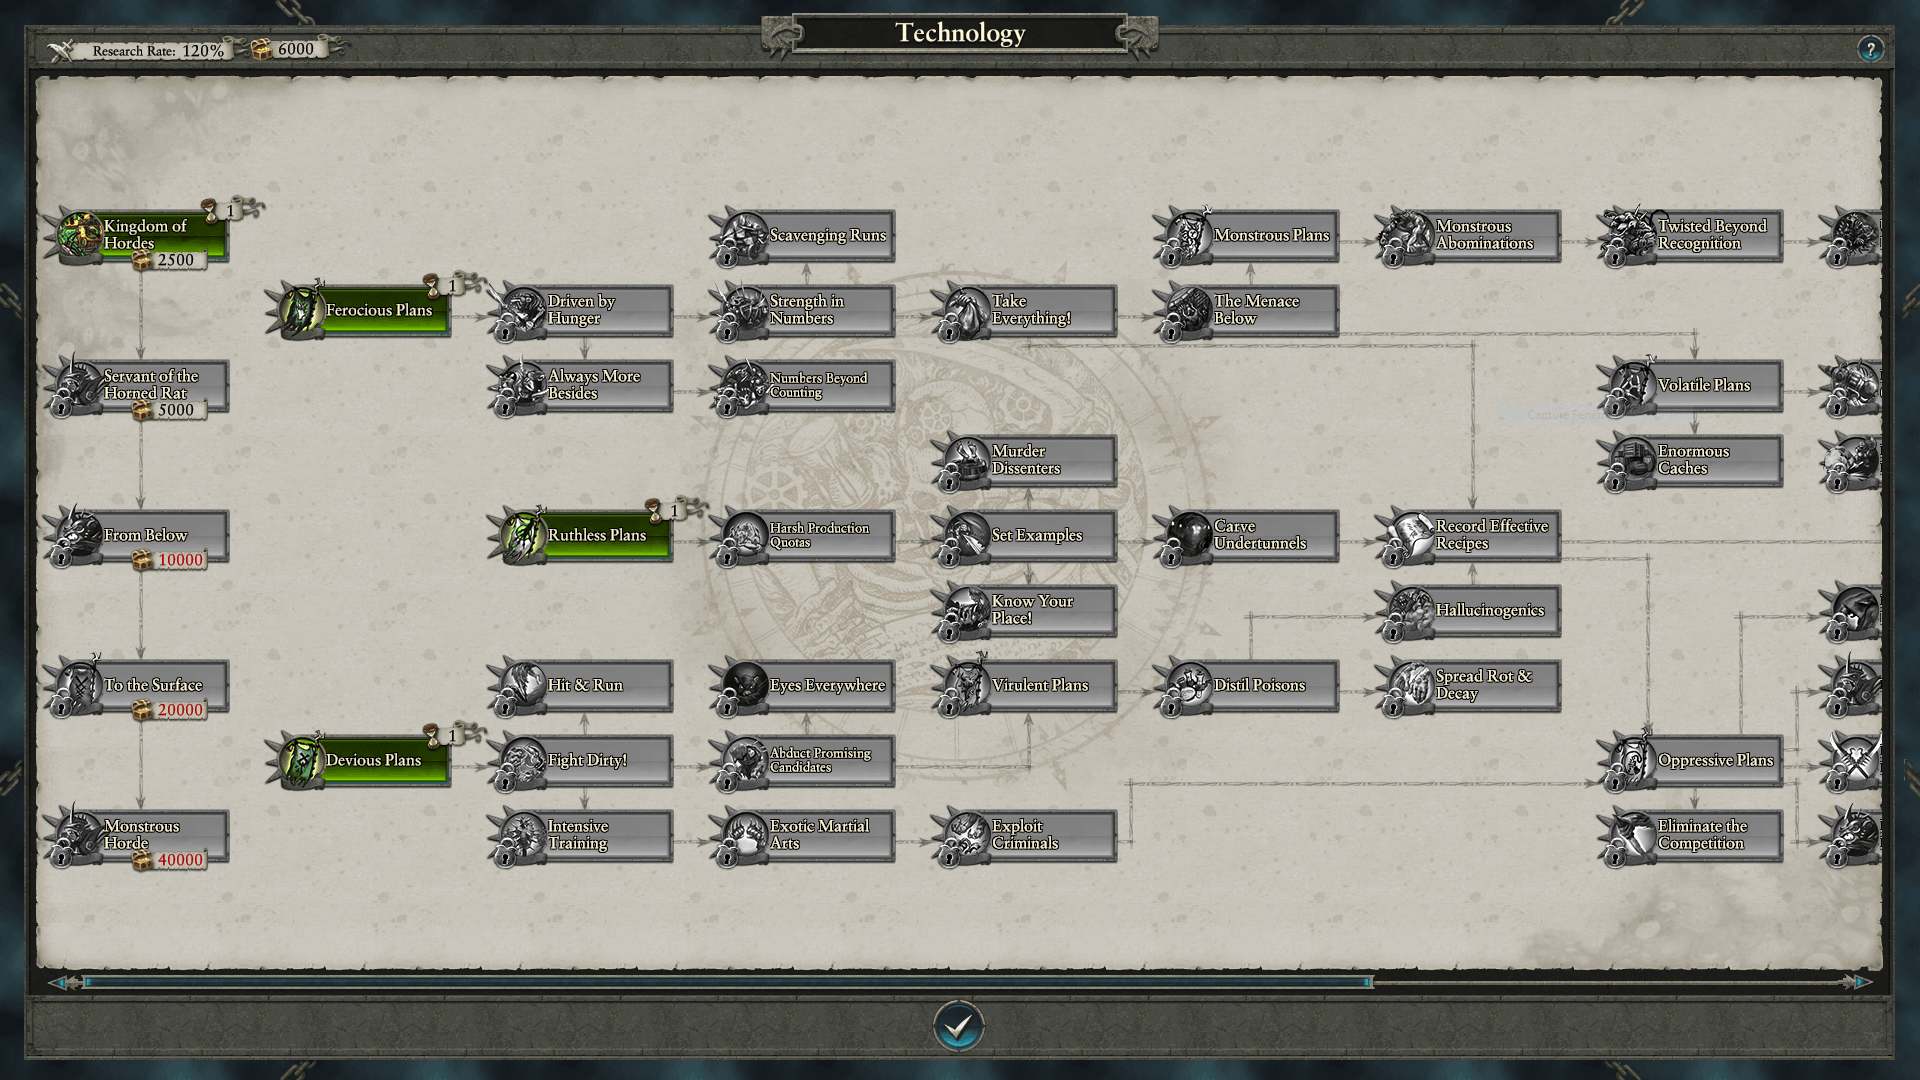 Technology
Research Rate: 120%
6000
?
Kingdom of
Hordes
1
2500
Servant of the
Horned Rat
5000
From Below
10000
To the Surface
20000
Monstrous
Horde
40000
Ferocious Plans
1
Devious Plans
1
Driven by
Hunger
Always More
Besides
Ruthless Plans
1
Hit & Run
Fight Dirty!
Intensive
Training
Scavenging Runs
Strength in
Numbers
Numbers Beyond
Counting
Harsh Production
Quotas
Eyes Everywhere
Abduct Promising
Candidates
Exotic Martial
Arts
Take
Everything!
Murder
Dissenters
Set Examples
Know Your
Place!
Virulent Plans
Exploit
Criminals
Monstrous Plans
The Menace
Below
Carve
Undertunnels
Distil Poisons
Monstrous
Abominations
Record Effective
Recipes
Hallucinogenics
Spread Rot &
Decay
Twisted Beyond
Recognition
Volatile Plans
Enormous
Caches
Oppressive Plans
Eliminate the
Competition